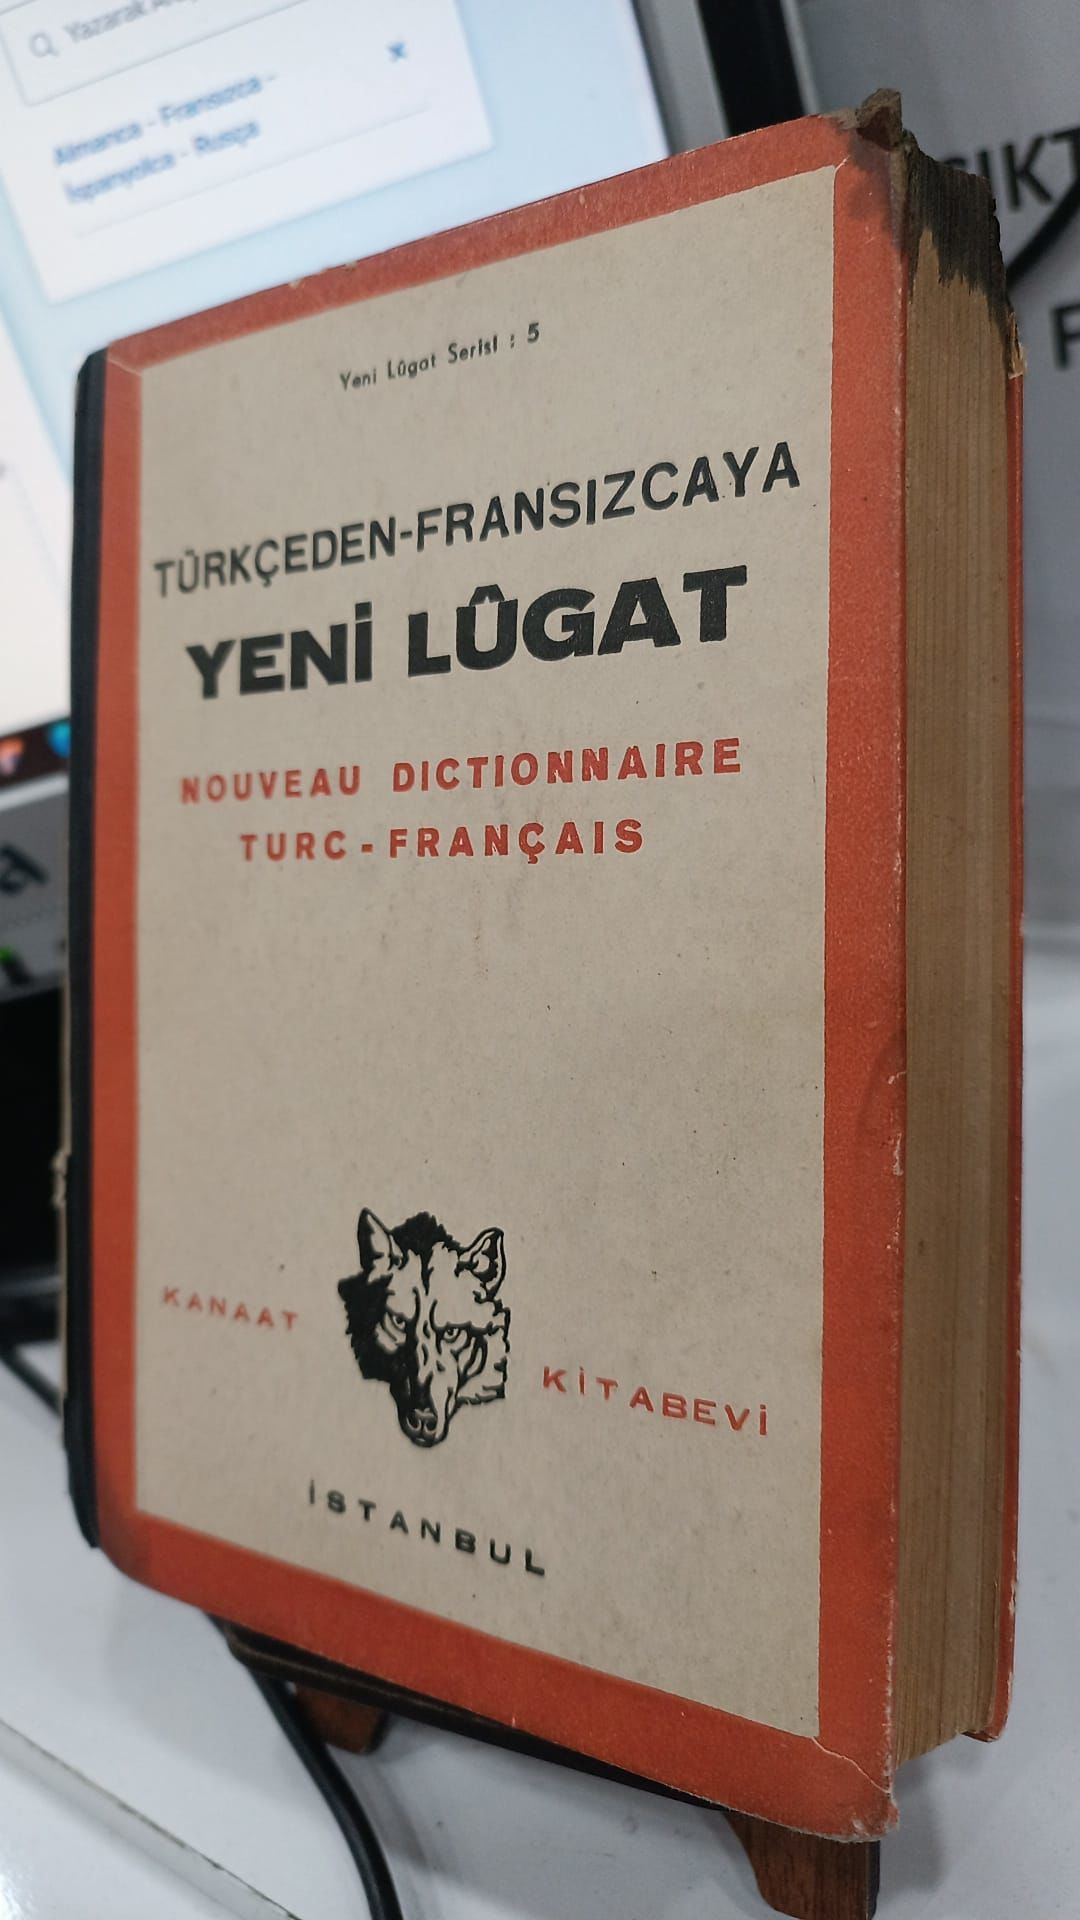 Almanca - Fransızca -
İspanyolca - Rusça
Yeni Lûgat Serisi : 5
TÜRKÇEDEN-FRANSIZCAYA
YENİ LÛGAT
NOUVEAU DICTIONNAIRE
TURC - FRANÇAIS
KANAAT
KİTABEVİ
İSTANBUL